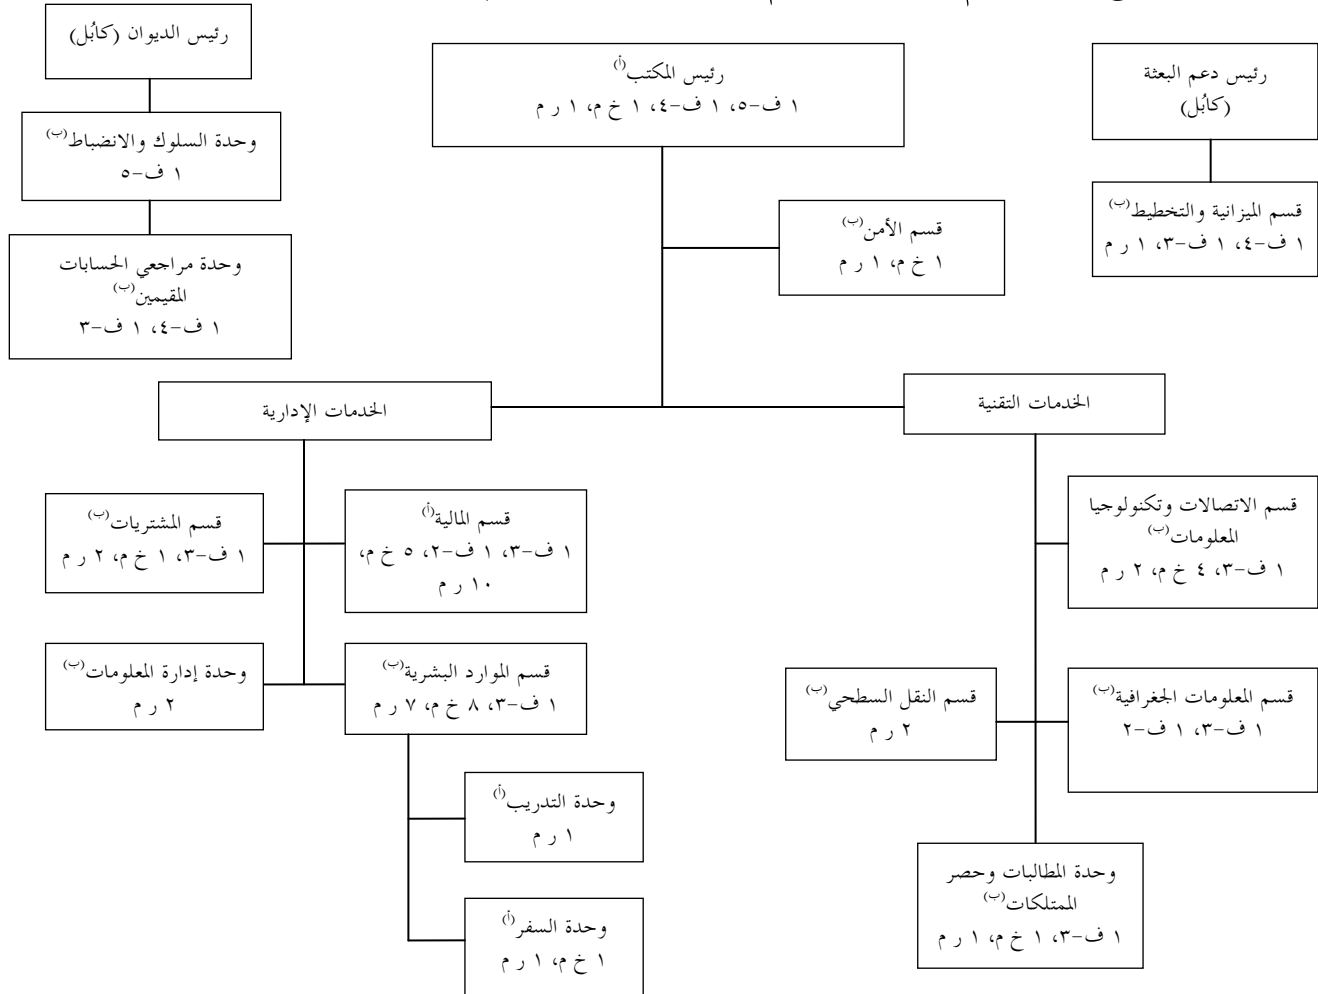 رئيس الديوان (كابُل)
رئيس المكتب(أ)
١ ف-٥، ١ ف-٤، ١ خ م، ١ ر م
رئيس دعم البعثة
(كابُل)
وحدة السلوك والانضباط(ب)
١ ف-٥
قسم الميزانية والتخطيط(ب)
١ ف-٤، ١ ف-٣، ١ ر م
قسم الأمن(ب)
١ خ م، ١ ر م
وحدة مراجعي الحسابات
المقيمين(ب)
١ ف-٤، ١ ف-٣
الخدمات التقنية
الخدمات الإدارية
قسم الاتصالات وتكنولوجيا
المعلومات(ب)
١ ف-٣، ٤ خ م، ٢ ر م
قسم المالية(أ)
١ ف-٣، ١ ف-٢، ٥ خ م،
١٠ ر م
قسم المشتريات(ب)
١ ف-٣، ١ خ م، ٢ ر م
قسم الموارد البشرية(ب)
١ ف-٣، ٨ خ م، ٧ ر م
وحدة إدارة المعلومات(ب)
٢ ر م
قسم المعلومات الجغرافية(ب)
١ ف-٣، ١ ف-٢
قسم النقل السطحي(ب)
٢ ر م
وحدة التدريب(أ)
١ ر م
وحدة المطالبات وحصر
الممتلكات(ب)
١ ف-٣، ١ خ م، ١ ر م
وحدة السفر(أ)
١ خ م، ١ ر م